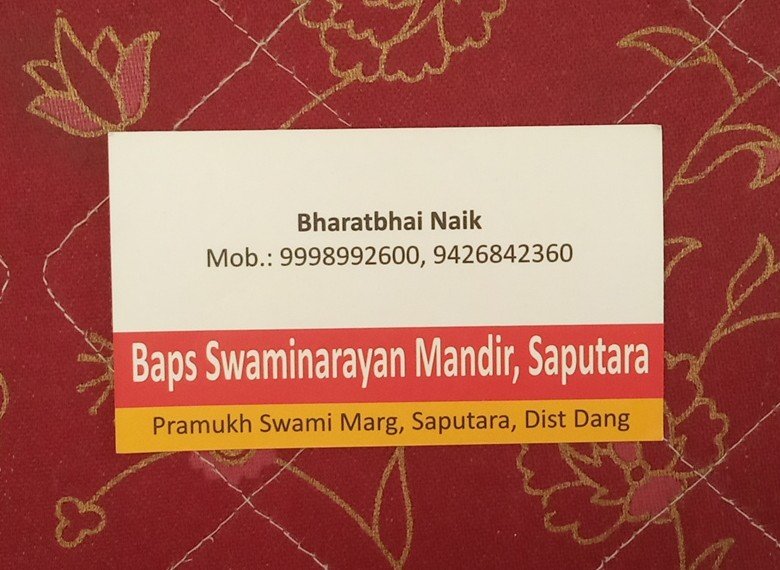 Bharatbhai Naik
Mob.: 9998992600, 9426842360
Baps Swaminarayan Mandir, Saputara
Pramukh Swami Marg, Saputara, Dist Dang